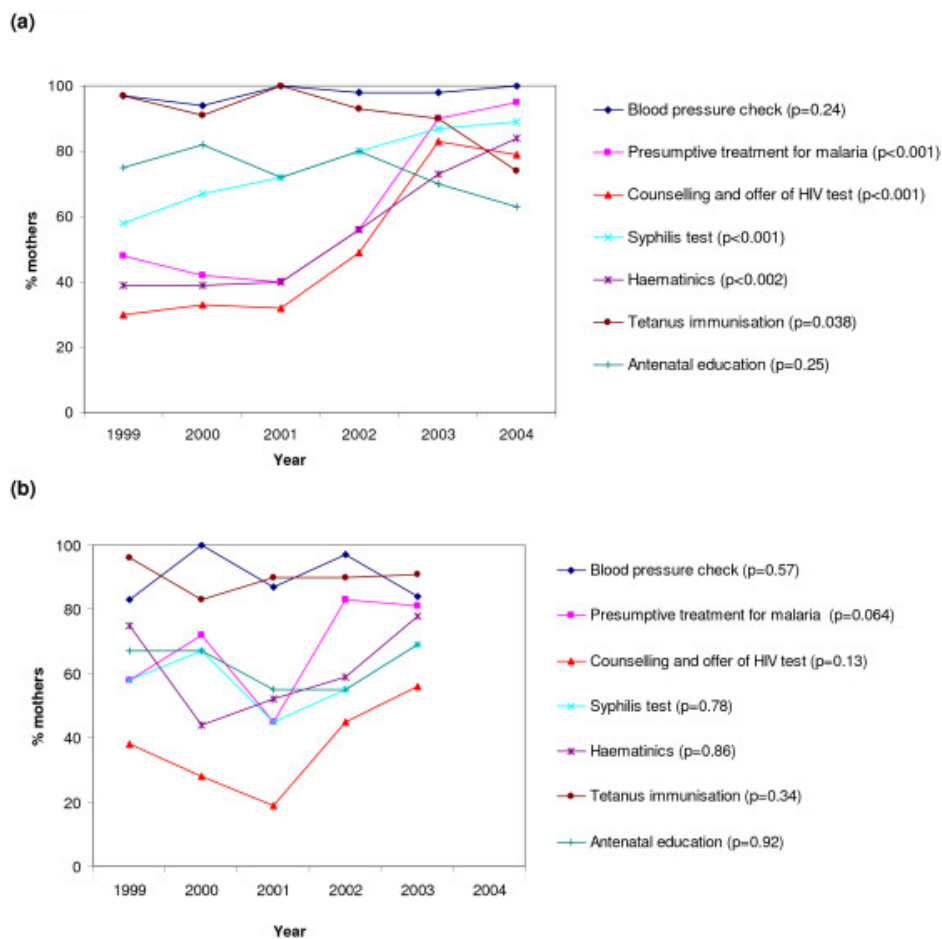 (a)
% mothers
100
80
60
40
20
0
1999 2000 2001 2002 2003 2004
Year
Blood pressure check (p=0.24)
Presumptive treatment for malaria (p<0.001)
Counselling and offer of HIV test (p<0.001)
Syphilis test (p<0.001)
Haematinics (p<0.002)
Tetanus immunisation (p=0.038)
Antenatal education (p=0.25)
(b)
% mothers
100
80
60
40
20
0
1999 2000 2001 2002 2003 2004
Year
Blood pressure check (p=0.57)
Presumptive treatment for malaria (p=0.064)
Counselling and offer of HIV test (p=0.13)
Syphilis test (p=0.78)
Haematinics (p=0.86)
Tetanus immunisation (p=0.34)
Antenatal education (p=0.92)